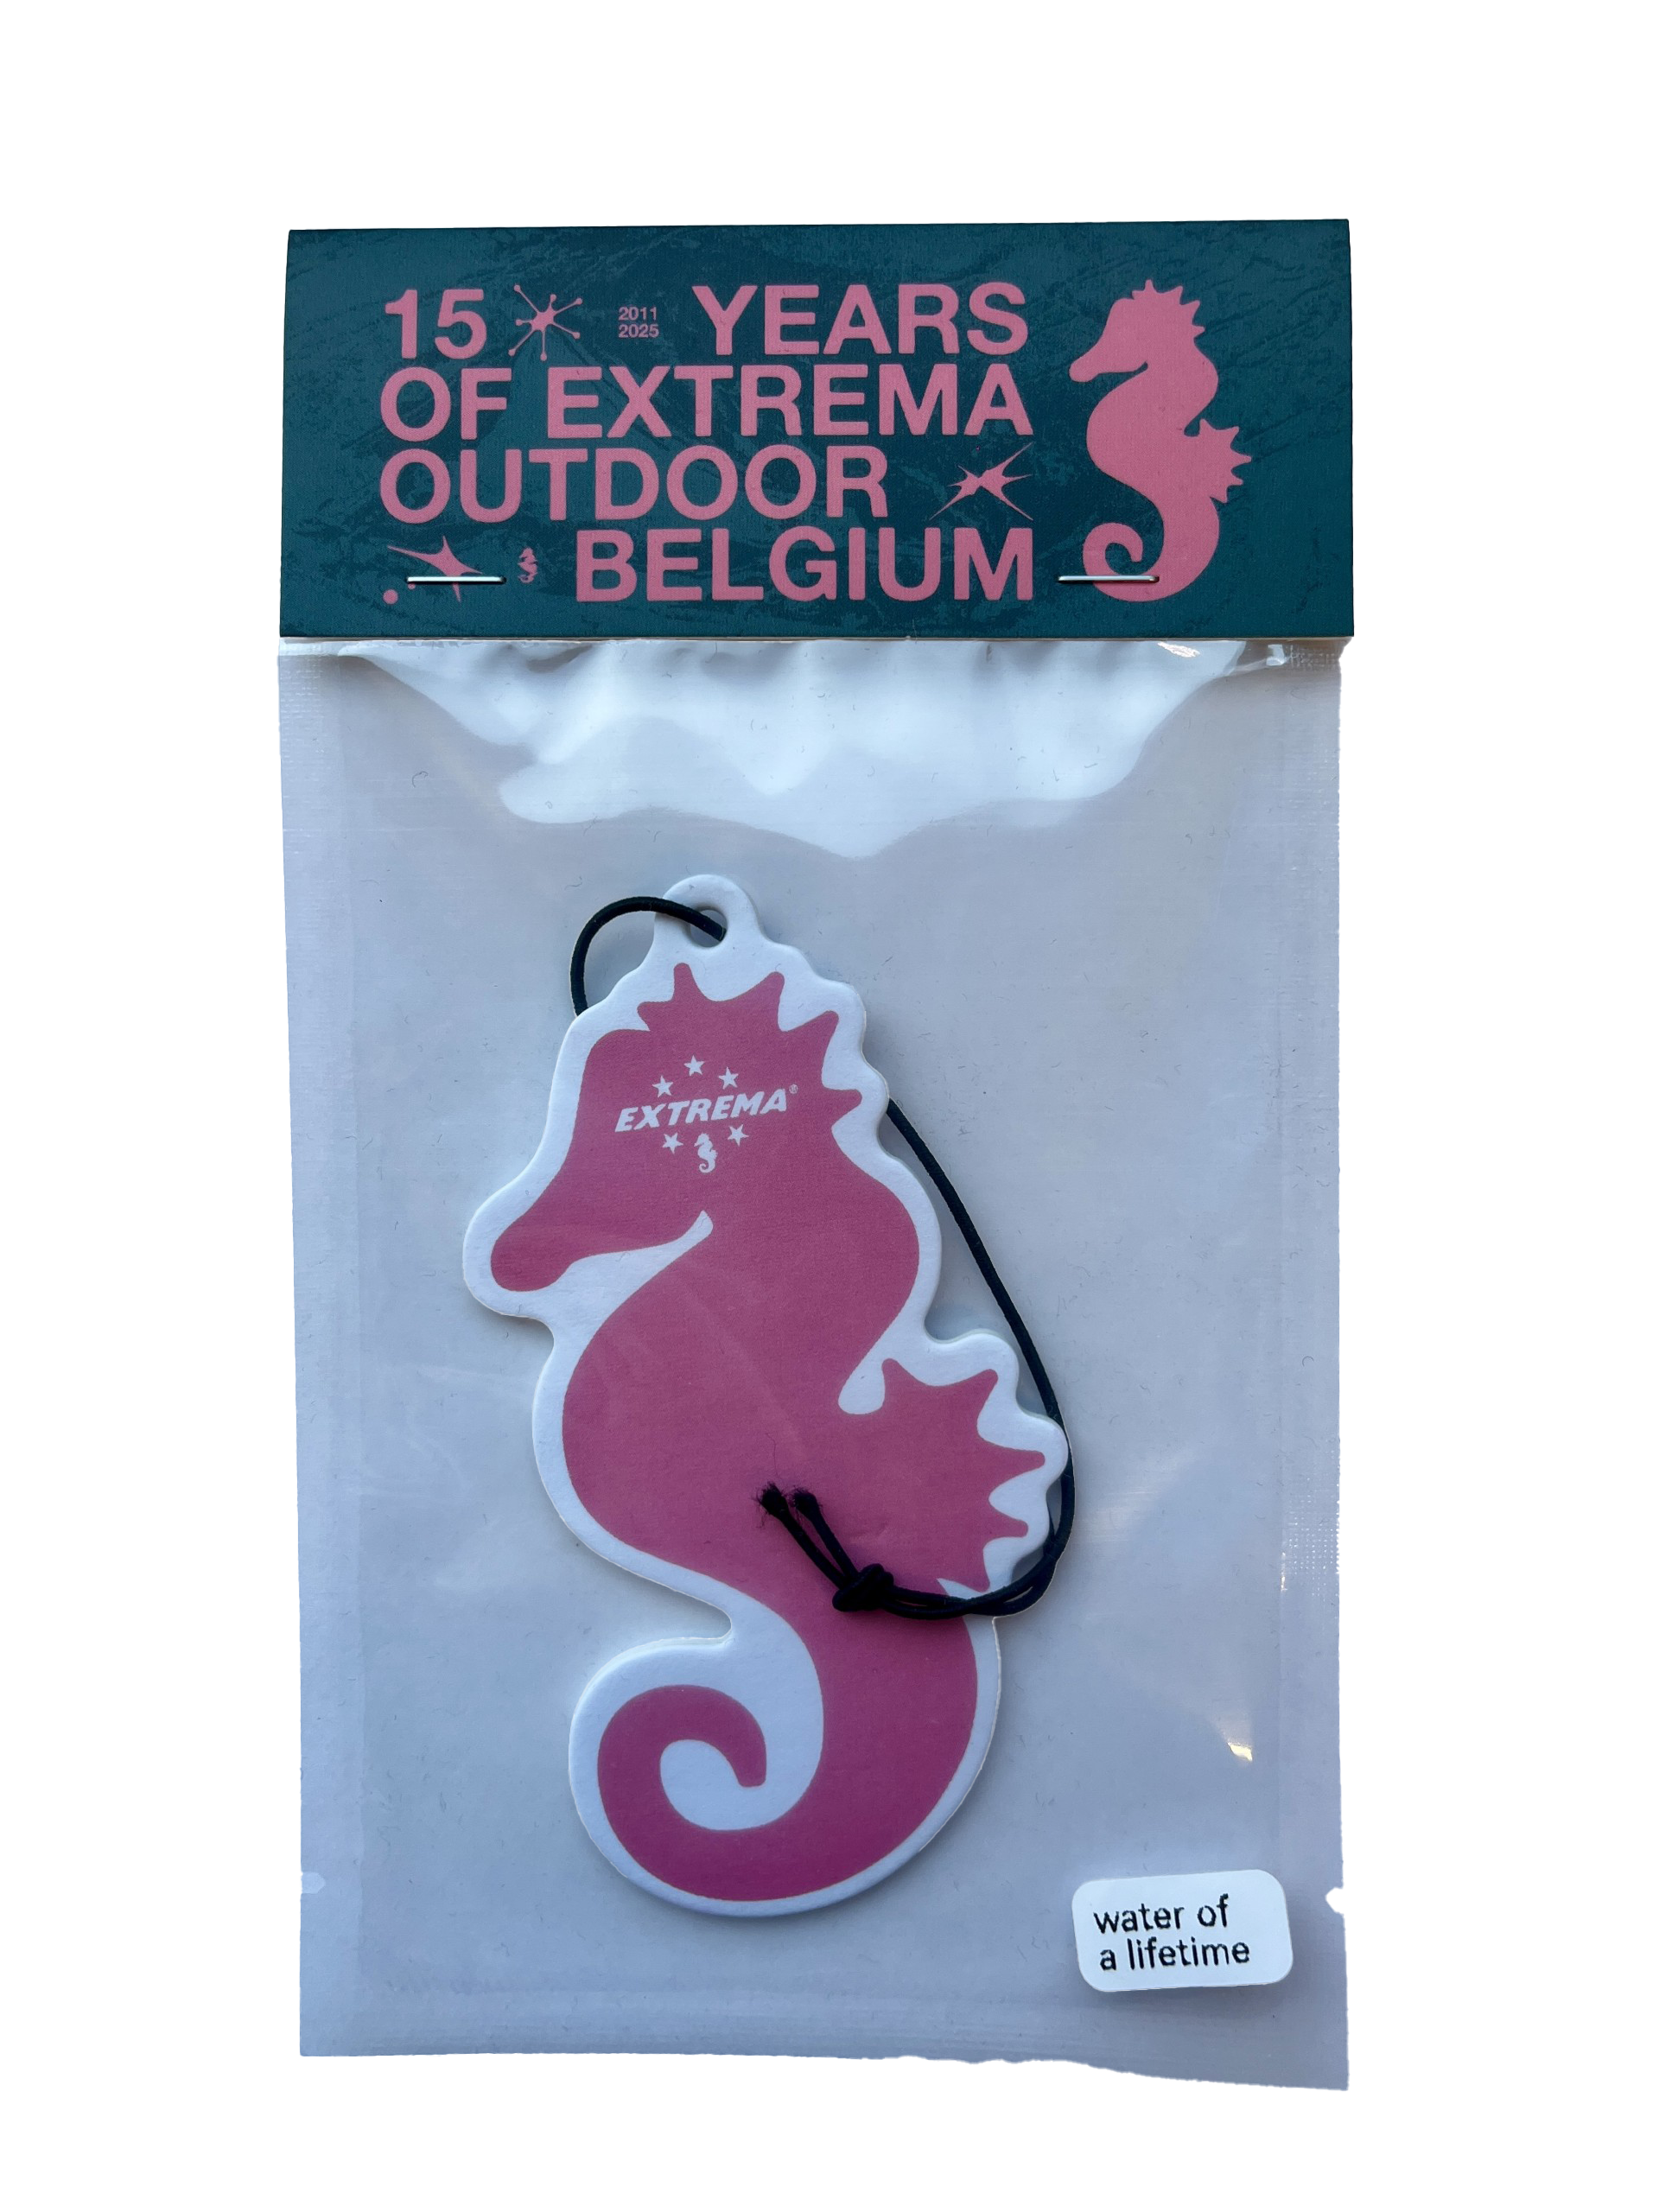 15 2011 YEARS
2025
OF EXTREMA
OUTDOOR
BELGIUM
EXTREMA®
water of
a lifetime